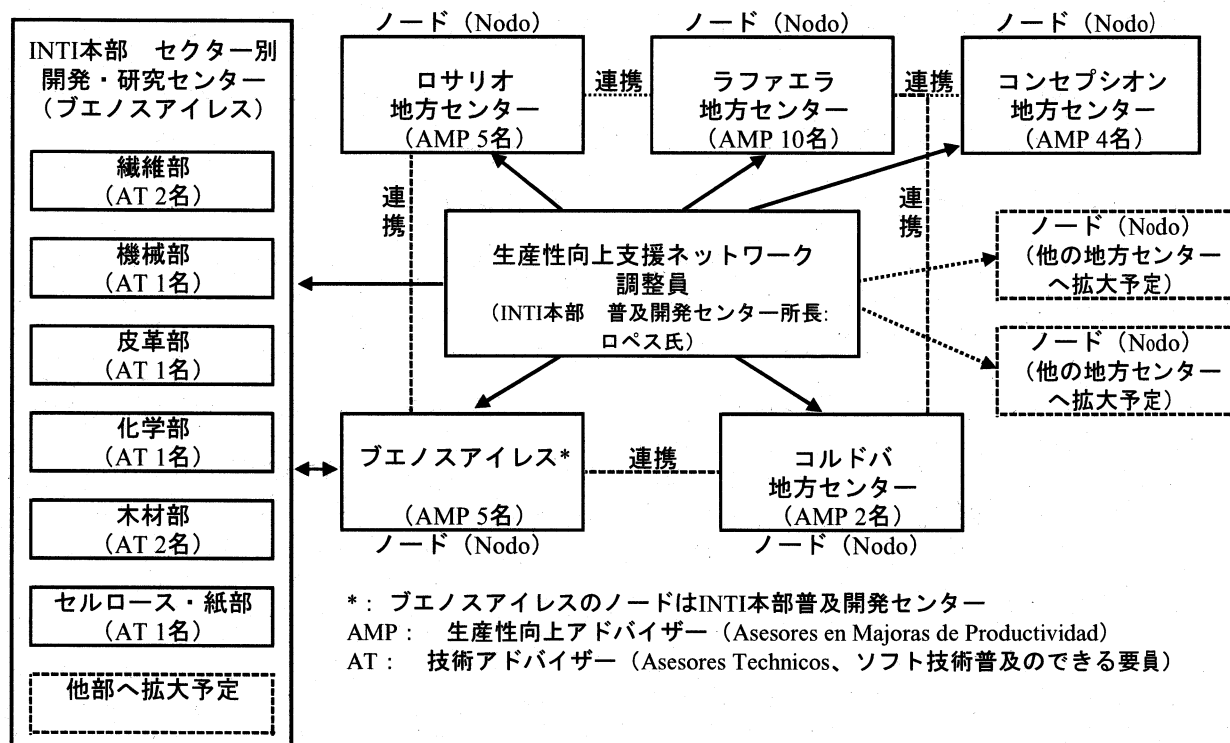 INTI本部　セクター別
開発・研究センター
（ブエノスアイレス）
繊維部
（AT 2名）
機械部
（AT 1名）
皮革部
（AT 1名）
化学部
（AT 1名）
木材部
（AT 2名）
セルロース・紙部
（AT 1名）
他部へ拡大予定
ノード（Nodo）
ロサリオ
地方センター
（AMP 5名）
連携
ノード（Nodo）
ラファエラ
地方センター
（AMP 10名）
連携
ノード（Nodo）
コンセプシオン
地方センター
（AMP 4名）
連携
連携
生産性向上支援ネットワーク
調整員
（INTI本部　普及開発センター所長:
ロペス氏）
ノード（Nodo）
（他の地方センター
へ拡大予定）
ノード（Nodo）
（他の地方センター
へ拡大予定）
ブエノスアイレス*
（AMP 5名）
ノード（Nodo）
連携
コルドバ
地方センター
（AMP 2名）
ノード（Nodo）
*： ブエノスアイレスのノードはINTI本部普及開発センター
AMP：　生産性向上アドバイザー（Asesores en Majoras de Productividad）
AT：　技術アドバイザー（Asesores Technicos、ソフト技術普及のできる要員）